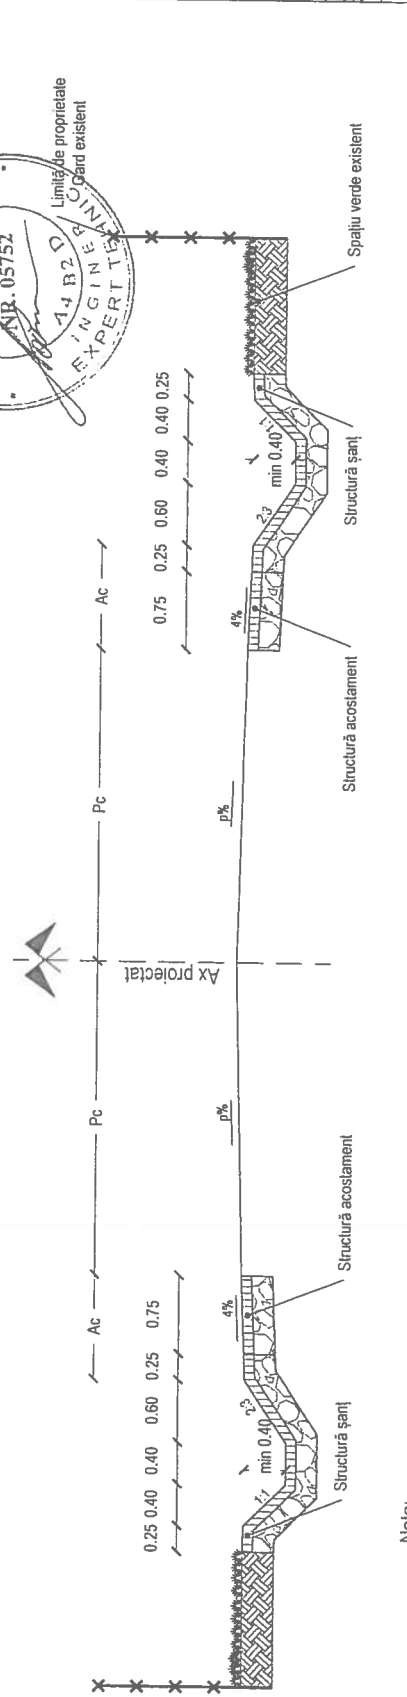 Limită de proprietate
Gard existent
NR. 05752
INGINER
EXPERT TEHNIC
Pc
Pc
Ac
Ac
0.25 0.40 0.40 0.60 0.25 0.75
0.75 0.25 0.60 0.40 0.40 0.25
Ax proiectat
p%
p%
4%
4%
1:1
2:3
min 0.40
2:3
1:1
min 0.40
Structură șanț
Structură acostament
Structură acostament
Structură șanț
Spațiu verde existent